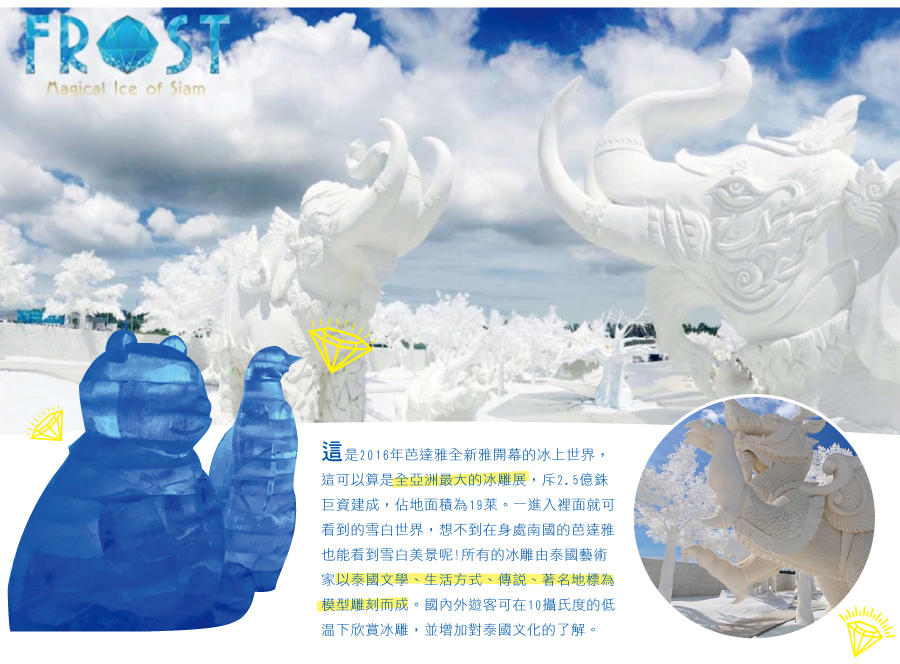 FROST
Magical Ice of Siam
這是2016年芭達雅全新雅開幕的冰上世界，
這可以算是全亞洲最大的冰雕展，斥2.5億銖
巨資建成，佔地面積為19萊。一進入裡面就可
看到的雪白世界，想不到在身處南國的芭達雅
也能看到雪白美景呢!所有的冰雕由泰國藝術
家以泰國文學、生活方式、傳説、著名地標為
模型雕刻而成。國內外遊客可在10攝氏度的低
温下欣賞冰雕，並增加對泰國文化的了解。